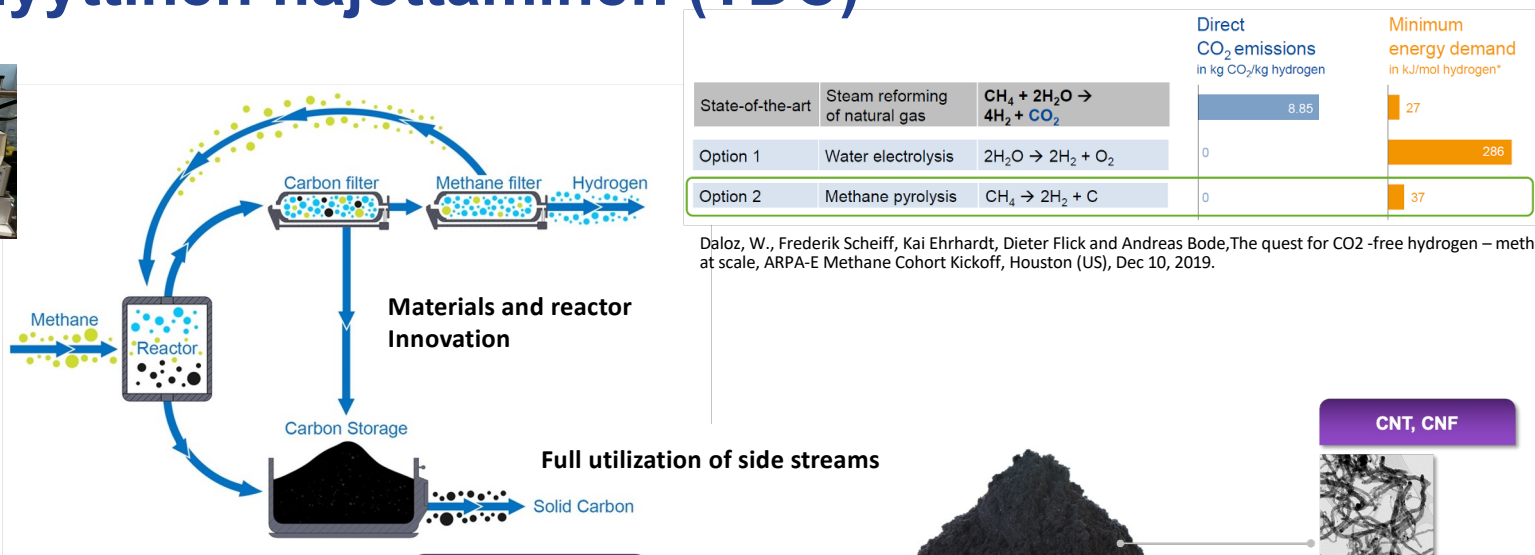 (TDC)
Direct
CO₂ emissions
in kg CO₂/kg hydrogen
Minimum
energy demand
in kJ/mol hydrogen*
State-of-the-art
Steam reforming
of natural gas
CH₄ + 2H₂O →
4H₂ + CO₂
8.85
27
Option 1
Water electrolysis
2H₂O → 2H₂ + O₂
0
286
Option 2
Methane pyrolysis
CH₄ → 2H₂ + C
0
37
Daloz, W., Frederik Scheiff, Kai Ehrhardt, Dieter Flick and Andreas Bode,The quest for CO2 -free hydrogen – meth
at scale, ARPA-E Methane Cohort Kickoff, Houston (US), Dec 10, 2019.
Carbon filter
Methane filter
Hydrogen
Methane
Reactor
Materials and reactor
Innovation
Carbon Storage
Full utilization of side streams
Solid Carbon
CNT, CNF